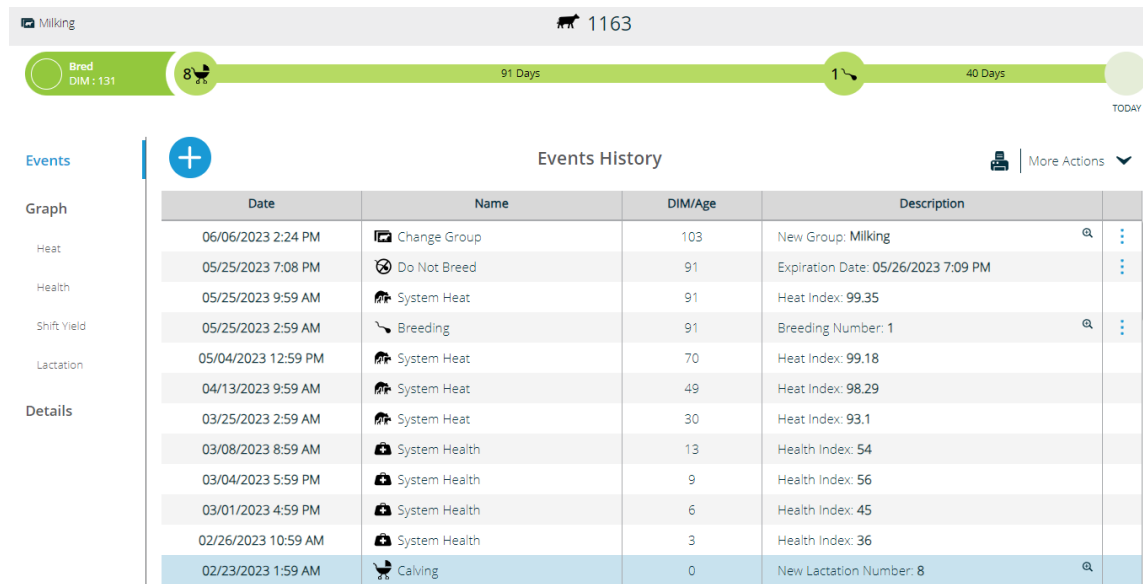 Milking
1163
Bred
DIM : 131
8
91 Days
1
40 Days
TODAY
Events
Graph
Heat
Health
Shift Yield
Lactation
Details
Events History
More Actions
Date Name DIM/Age Description
06/06/2023 2:24 PM Change Group 103 New Group: Milking
05/25/2023 7:08 PM Do Not Breed 91 Expiration Date: 05/26/2023 7:09 PM
05/25/2023 9:59 AM System Heat 91 Heat Index: 99.35
05/25/2023 2:59 AM Breeding 91 Breeding Number: 1
05/04/2023 12:59 PM System Heat 70 Heat Index: 99.18
04/13/2023 9:59 AM System Heat 49 Heat Index: 98.29
03/25/2023 2:59 AM System Heat 30 Heat Index: 93.1
03/08/2023 8:59 AM System Health 13 Health Index: 54
03/04/2023 5:59 PM System Health 9 Health Index: 56
03/01/2023 4:59 PM System Health 6 Health Index: 45
02/26/2023 10:59 AM System Health 3 Health Index: 36
02/23/2023 1:59 AM Calving 0 New Lactation Number: 8